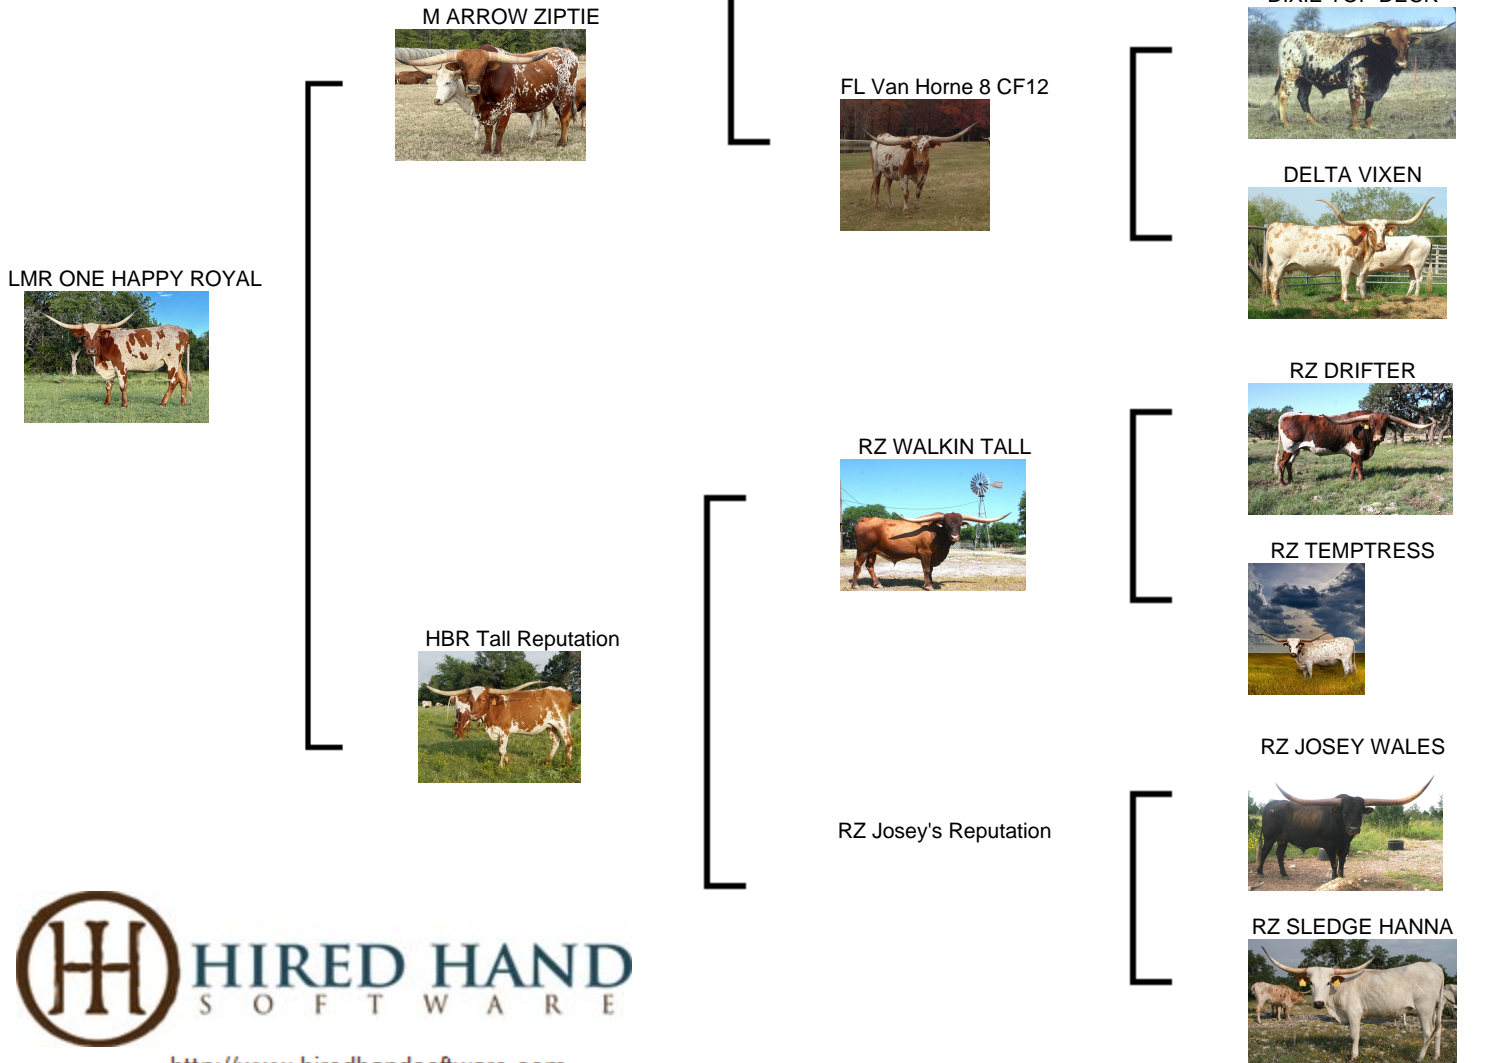 M ARROW ZIPTIE
FL Van Horne 8 CF12
DELTA VIXEN
LMR ONE HAPPY ROYAL
RZ DRIFTER
RZ WALKIN TALL
RZ TEMPTRESS
HBR Tall Reputation
RZ JOSEY WALES
RZ Josey's Reputation
RZ SLEDGE HANNA
HIRED HAND
SOFTWARE